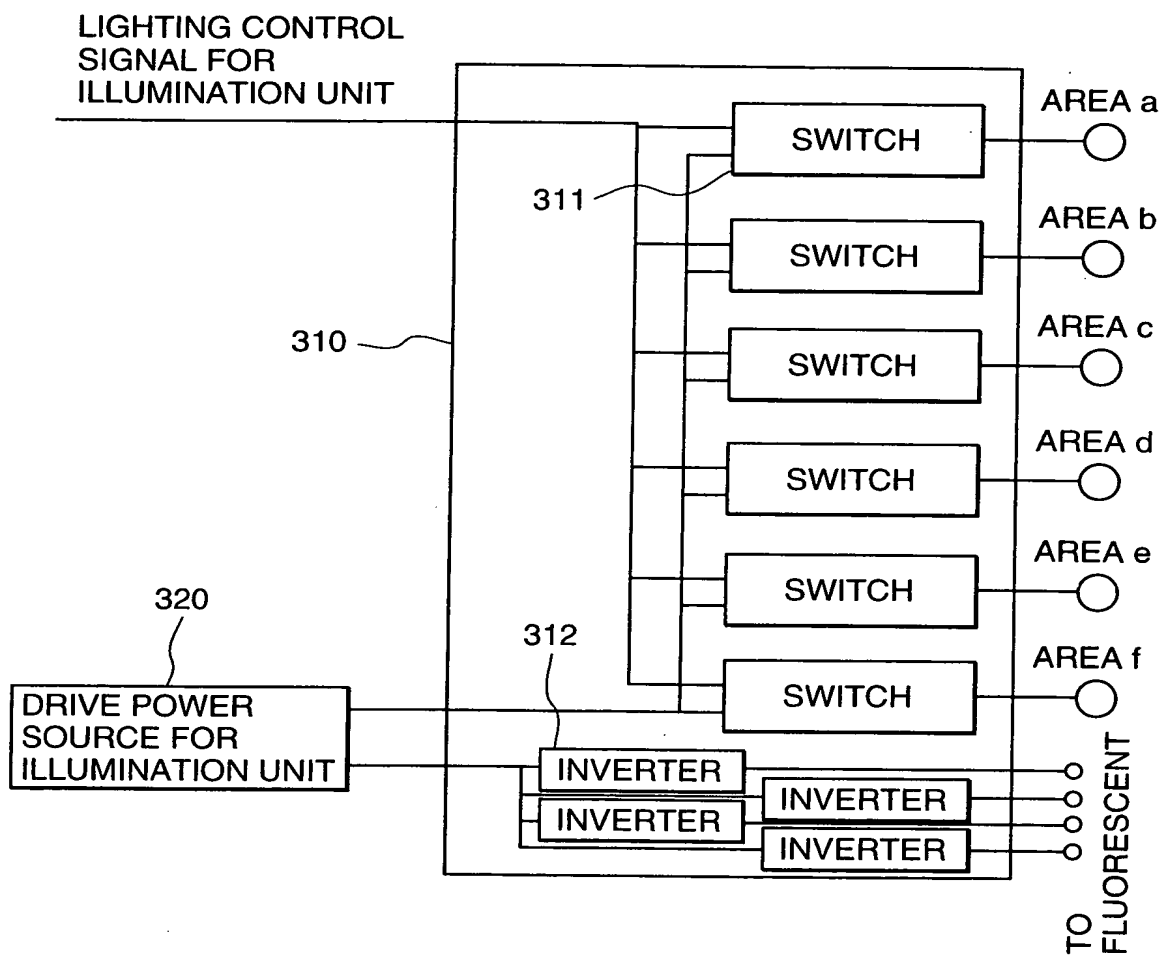 LIGHTING CONTROL
SIGNAL FOR
ILLUMINATION UNIT
AREA a
SWITCH
311
AREA b
SWITCH
310
AREA c
SWITCH
AREA d
SWITCH
AREA e
SWITCH
320
312
AREA f
SWITCH
DRIVE POWER
SOURCE FOR
ILLUMINATION UNIT
INVERTER
INVERTER
INVERTER
INVERTER
TO
FLUORESCENT